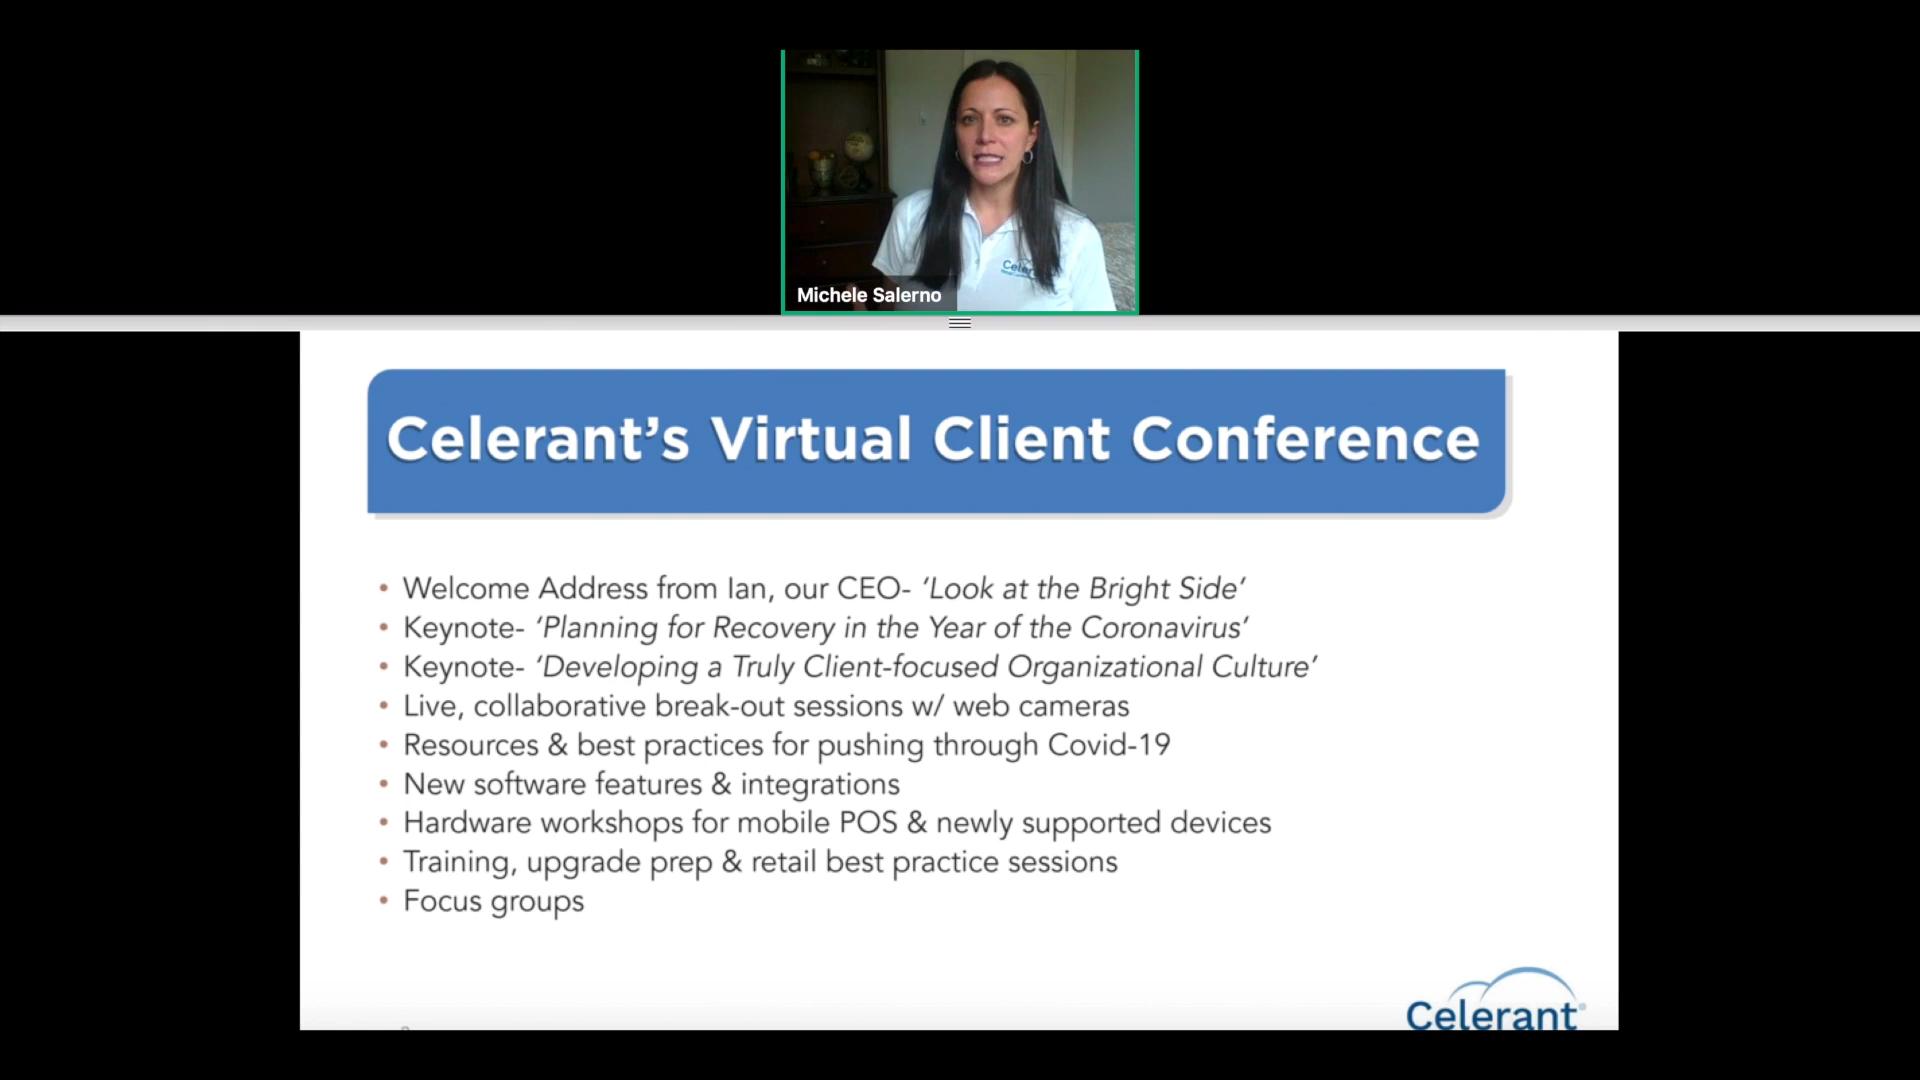 Celer
Michele Salerno
Celerant's Virtual Client Conference
• Welcome Address from Ian, our CEO- ‘Look at the Bright Side’
• Keynote- ‘Planning for Recovery in the Year of the Coronavirus’
• Keynote- ‘Developing a Truly Client-focused Organizational Culture’
• Live, collaborative break-out sessions w/ web cameras
• Resources & best practices for pushing through Covid-19
• New software features & integrations
• Hardware workshops for mobile POS & newly supported devices
• Training, upgrade prep & retail best practice sessions
• Focus groups
Celerant